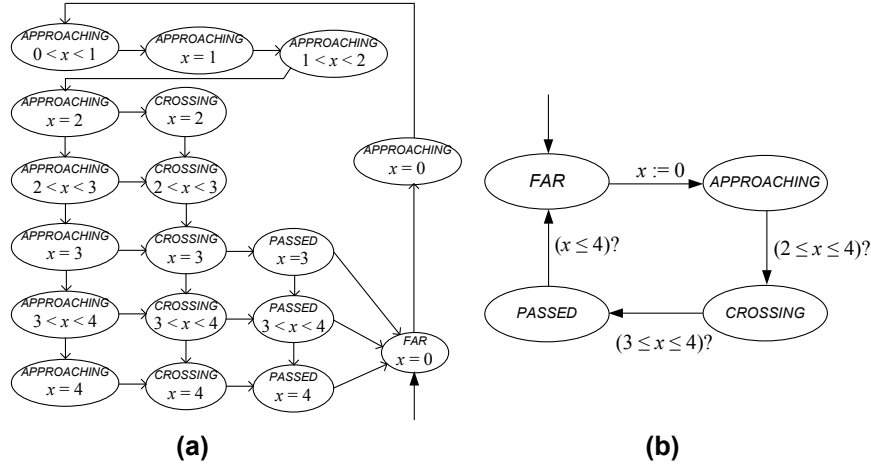 APPROACHING
0 < x < 1
APPROACHING
x = 1
APPROACHING
1 < x < 2
APPROACHING
x = 2
CROSSING
x = 2
APPROACHING
x = 0
APPROACHING
2 < x < 3
CROSSING
2 < x < 3
APPROACHING
x = 3
CROSSING
x = 3
PASSED
x =3
APPROACHING
3 < x < 4
CROSSING
3 < x < 4
PASSED
3 < x < 4
FAR
x = 0
APPROACHING
x = 4
CROSSING
x = 4
PASSED
x = 4
(a)
FAR
x := 0
APPROACHING
(x ≤ 4)?
(2 ≤ x ≤ 4)?
PASSED
CROSSING
(3 ≤ x ≤ 4)?
(b)